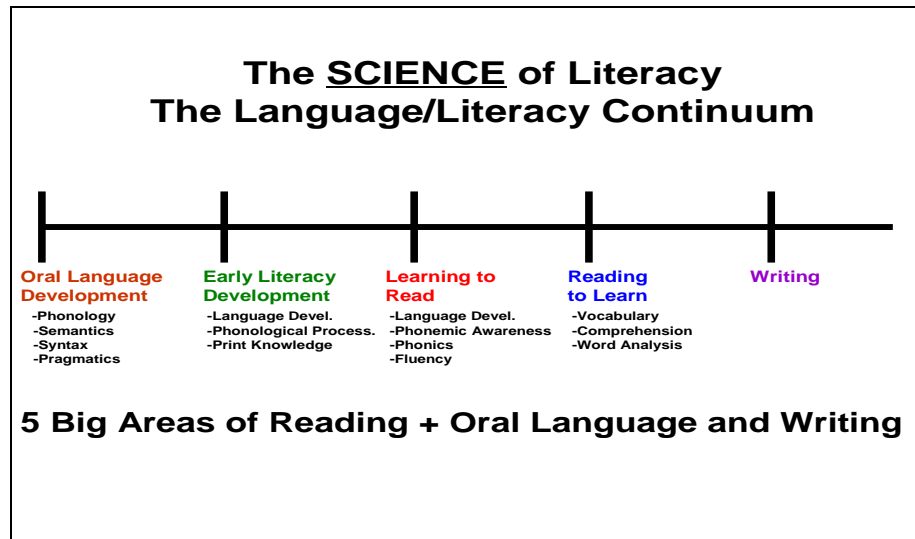 The SCIENCE of Literacy
The Language/Literacy Continuum
Oral Language
Development
-Phonology
-Semantics
-Syntax
-Pragmatics
Early Literacy
Development
-Language Devel.
-Phonological Process.
-Print Knowledge
Learning to
Read
-Language Devel.
-Phonemic Awareness
-Phonics
-Fluency
Reading
to Learn
-Vocabulary
-Comprehension
-Word Analysis
Writing
5 Big Areas of Reading + Oral Language and Writing